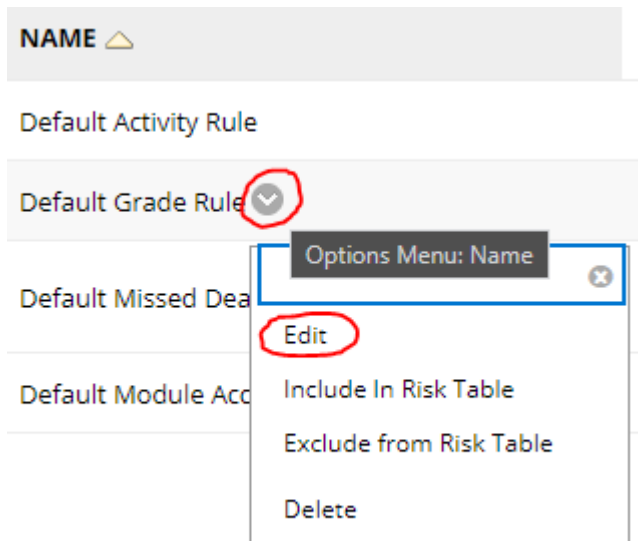 NAME
Default Activity Rule
Default Grade Rule
Options Menu: Name
Default Missed Dea
Edit
Default Module Acc
Include In Risk Table
Exclude from Risk Table
Delete